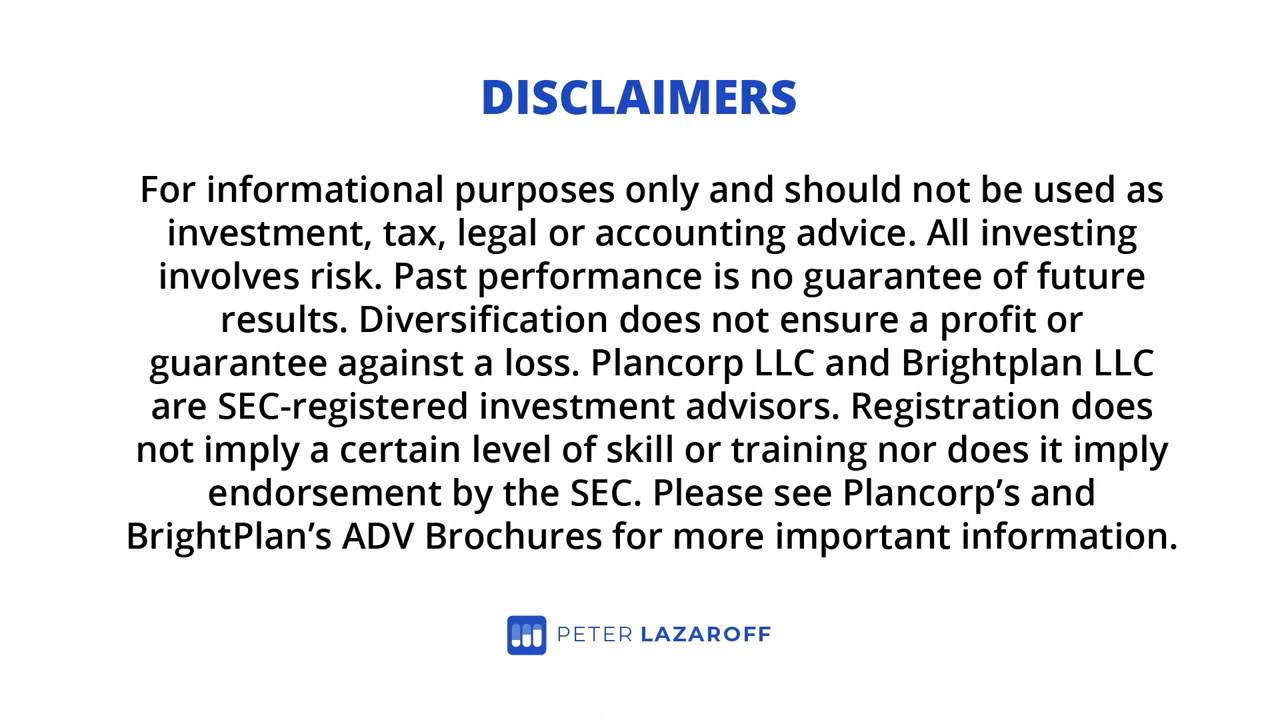 DISCLAIMERS
For informational purposes only and should not be used as
investment, tax, legal or accounting advice. All investing
involves risk. Past performance is no guarantee of future
results. Diversification does not ensure a profit or
guarantee against a loss. Plancorp LLC and Brightplan LLC
are SEC-registered investment advisors. Registration does
not imply a certain level of skill or training nor does it imply
endorsement by the SEC. Please see Plancorp’s and
BrightPlan’s ADV Brochures for more important information.
PETER LAZAROFF